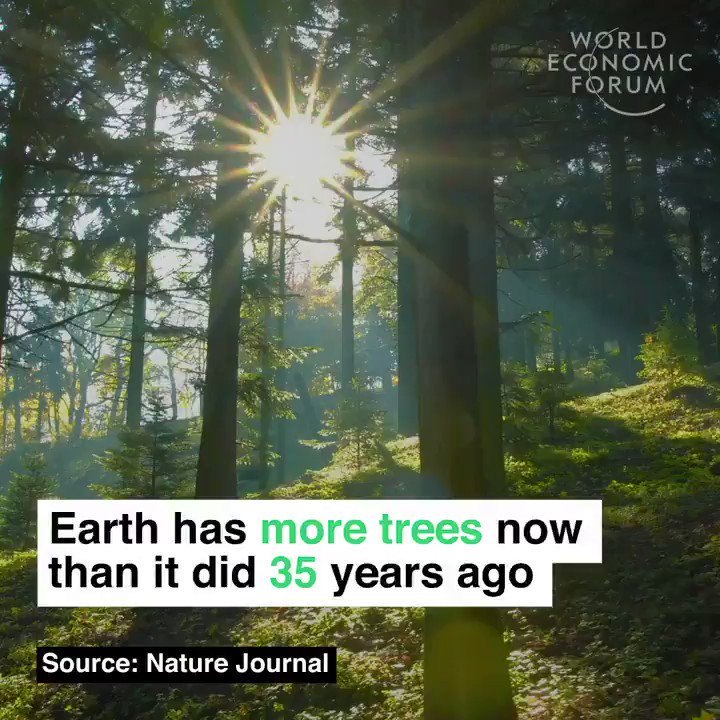 WORLD
ECONOMIC
FORUM
Earth has more trees now
than it did 35 years ago
Source: Nature Journal